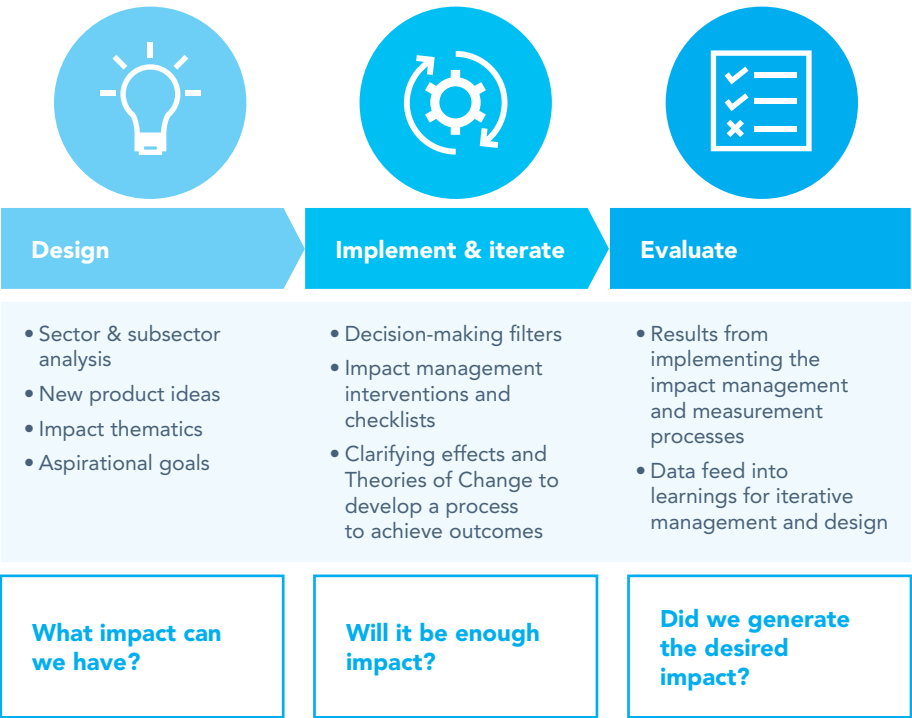 Design
• Sector & subsector
analysis
• New product ideas
• Impact thematics
• Aspirational goals
What impact can
we have?
Implement & iterate
• Decision-making filters
• Impact management
interventions and
checklists
• Clarifying effects and
Theories of Change to
develop a process
to achieve outcomes
Will it be enough
impact?
Evaluate
• Results from
implementing the
impact management
and measurement
processes
• Data feed into
learnings for iterative
management and design
Did we generate
the desired
impact?